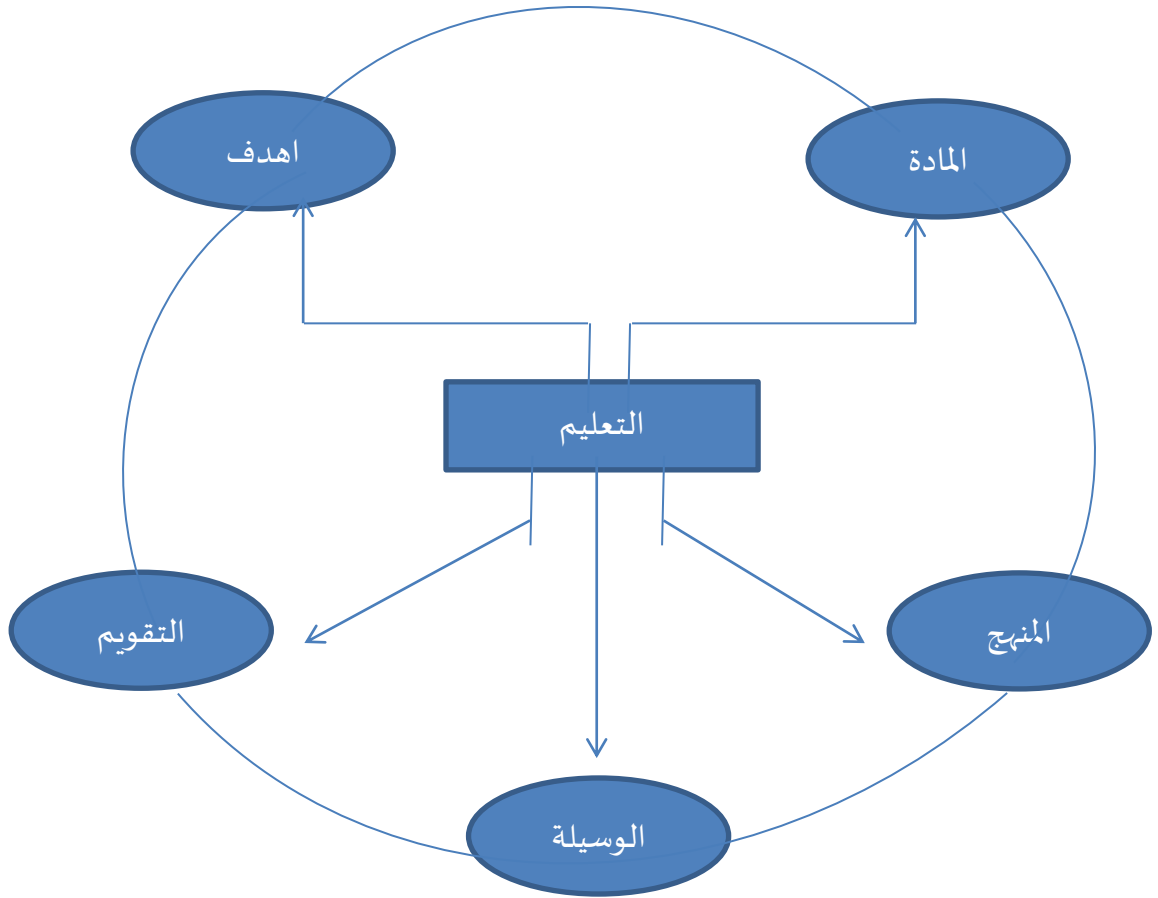 المادة
اهدف
التعليم
المنهج
التقويم
الوسيلة